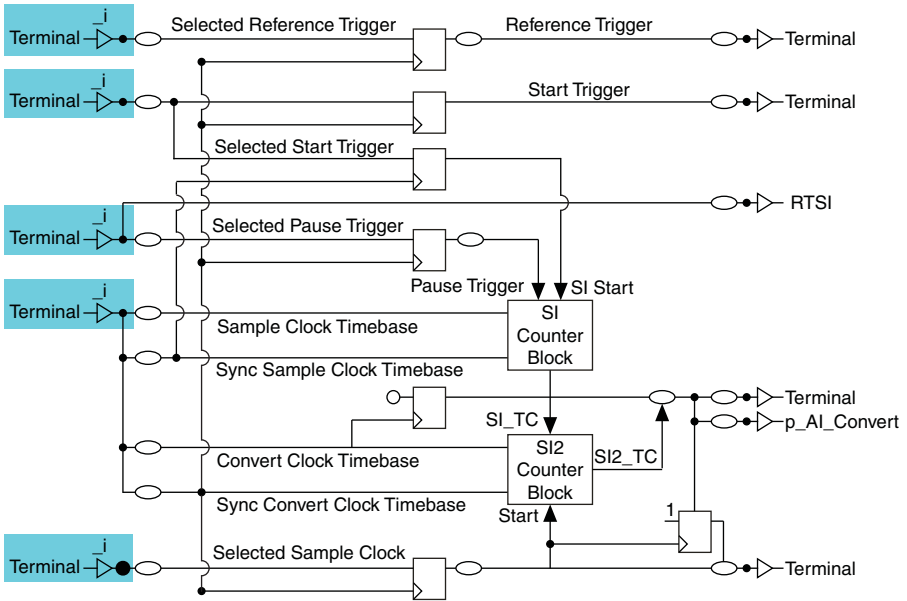 _i
Terminal
Selected Reference Trigger
Reference Trigger
Terminal
_i
Terminal
Start Trigger
Terminal
Selected Start Trigger
_i
Terminal
RTSI
Selected Pause Trigger
Pause Trigger
SI Start
_i
Terminal
Sample Clock Timebase
SI
Counter
Block
Sync Sample Clock Timebase
Terminal
SI_TC
p_AI_Convert
Convert Clock Timebase
SI2
Counter
Block
SI2_TC
Sync Convert Clock Timebase
Start
1
_i
Terminal
Selected Sample Clock
Terminal